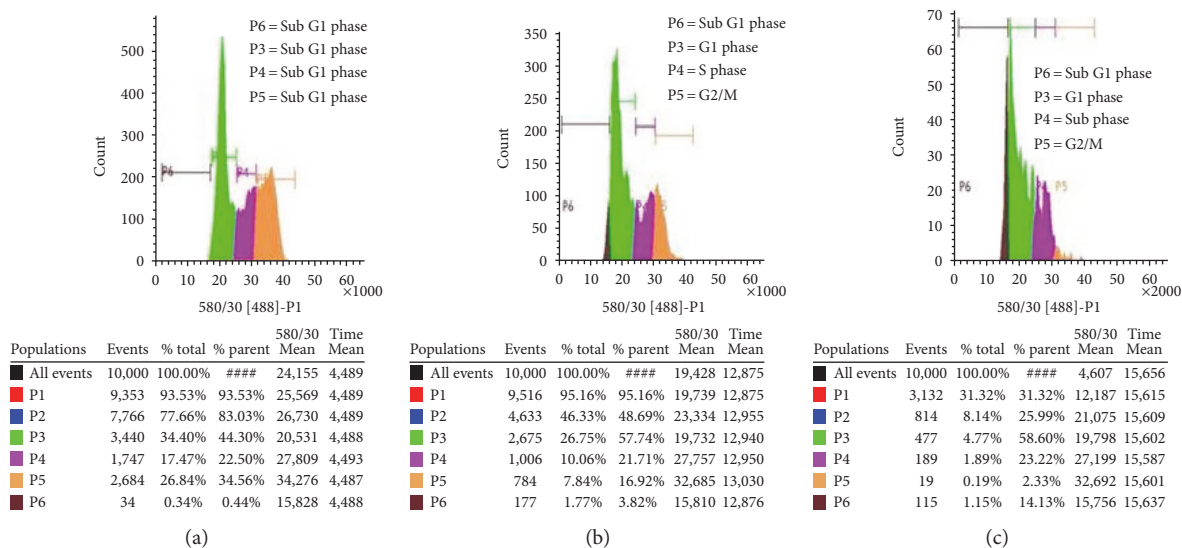 P6 = Sub G1 phase
P3 = Sub G1 phase
P4 = Sub G1 phase
P5 = Sub G1 phase
Count
500
400
300
200
100
0
P6
P4
0 10 20 30 40 50 60
×1000
580/30 [488]-P1
Populations Events % total % parent 580/30 Mean Time Mean
All events 10,000 100.00% #### 24,155 4,489
P1 9,353 93.53% 93.53% 25,569 4,489
P2 7,766 77.66% 83.03% 26,730 4,489
P3 3,440 34.40% 44.30% 20,531 4,488
P4 1,747 17.47% 22.50% 27,809 4,493
P5 2,684 26.84% 34.56% 34,276 4,487
P6 34 0.34% 0.44% 15,828 4,488
(a)
P6 = Sub G1 phase
P3 = G1 phase
P4 = S phase
P5 = G2/M
Count
350
300
250
200
150
100
50
0
P6
0 10 20 30 40 50 60
×1000
580/30 [488]-P1
Populations Events % total % parent 580/30 Mean Time Mean
All events 10,000 100.00% #### 19,428 12,875
P1 9,516 95.16% 95.16% 19,739 12,875
P2 4,633 46.33% 48.69% 23,334 12,955
P3 2,675 26.75% 57.74% 19,732 12,940
P4 1,006 10.06% 21.71% 27,757 12,950
P5 784 7.84% 16.92% 32,685 13,030
P6 177 1.77% 3.82% 15,810 12,876
(b)
P6 = Sub G1 phase
P3 = G1 phase
P4 = Sub phase
P5 = G2/M
Count
70
60
50
40
30
20
10
0
P6
P5
0 10 20 30 40 50 60
×2000
580/30 [488]-P1
Populations Events % total % parent 580/30 Mean Time Mean
All events 10,000 100.00% #### 4,607 15,656
P1 3,132 31.32% 31.32% 12,187 15,615
P2 814 8.14% 25.99% 21,075 15,609
P3 477 4.77% 58.60% 19,798 15,602
P4 189 1.89% 23.22% 27,199 15,587
P5 19 0.19% 2.33% 32,692 15,601
P6 115 1.15% 14.13% 15,756 15,637
(c)